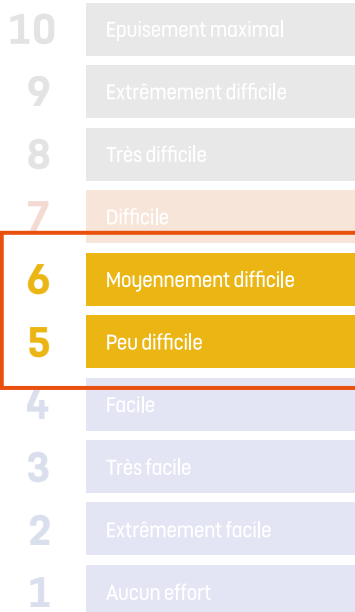 10 Epuisement maximal
9 Extrêmement difficile
8 Très difficile
7 Difficile
6 Moyennement difficile
5 Peu difficile
4 Facile
3 Très facile
2 Extrêmement facile
1 Aucun effort